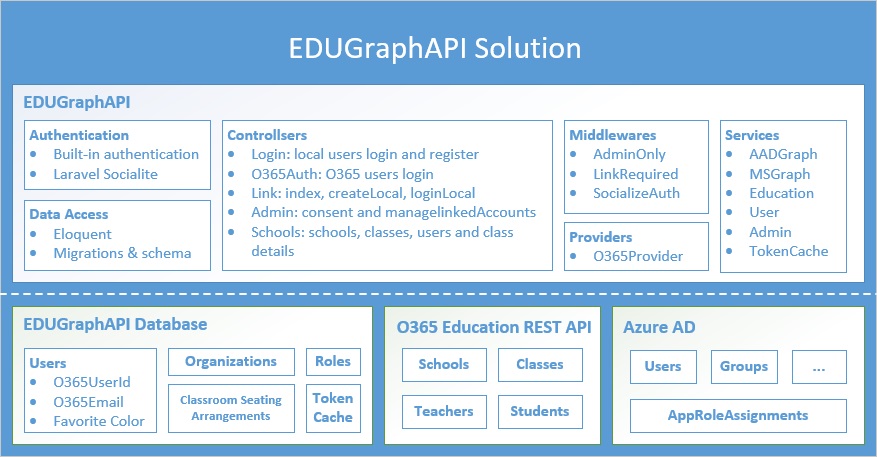 EDUGraphAPI Solution
EDUGraphAPI
Authentication
• Built-in authentication
• Laravel Socialite
Data Access
• Eloquent
• Migrations & schema
Controllsers
• Login: local users login and register
• O365Auth: O365 users login
• Link: index, createLocal, loginLocal
• Admin: consent and managelinkedAccounts
• Schools: schools, classes, users and class
details
Middlewares
• AdminOnly
• LinkRequired
• SocializeAuth
Providers
• O365Provider
Services
• AADGraph
• MSGraph
• Education
• User
• Admin
• TokenCache
EDUGraphAPI Database
Users
• O365UserId
• O365Email
• Favorite Color
Organizations
Roles
Classroom Seating
Arrangements
Token
Cache
O365 Education REST API
Schools
Classes
Teachers
Students
Azure AD
Users
Groups
...
AppRoleAssignments